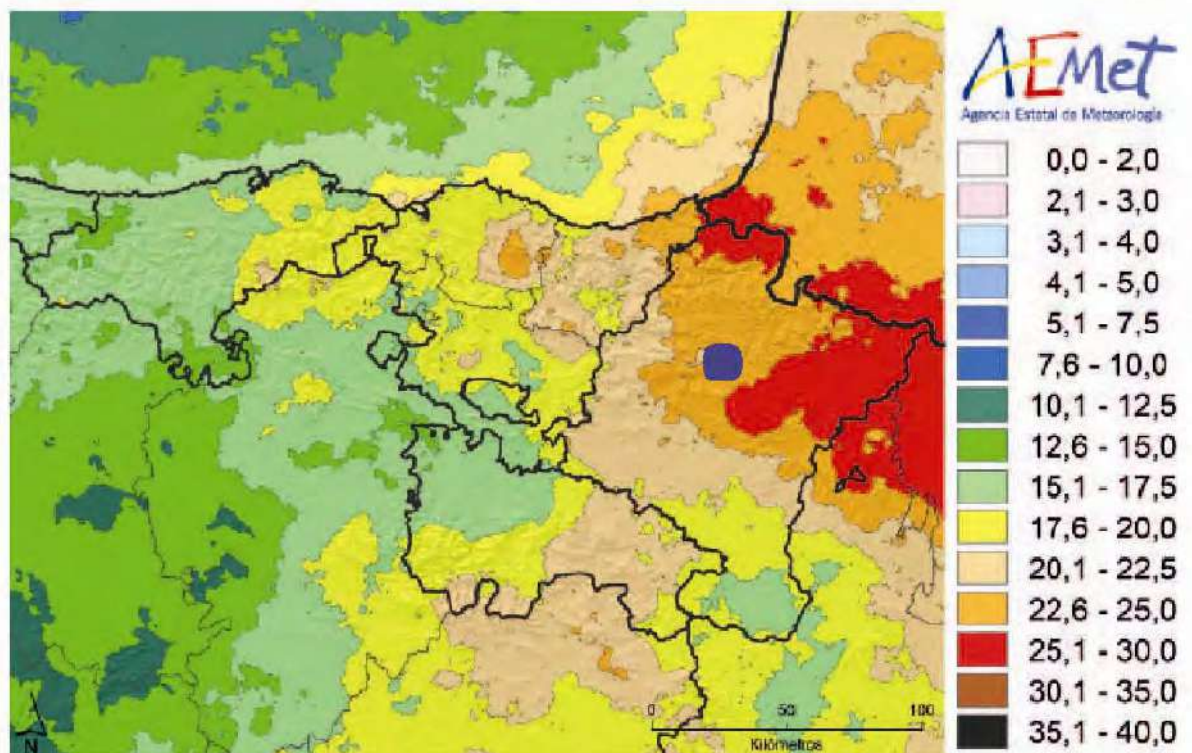 AEMet
Agencia Estatal de Meteorología
0,0 - 2,0
2,1 - 3,0
3,1 - 4,0
4,1 - 5,0
5,1 - 7,5
7,6 - 10,0
10,1 - 12,5
12,6 - 15,0
15,1 - 17,5
17,6 - 20,0
20,1 - 22,5
22,6 - 25,0
25,1 - 30,0
30,1 - 35,0
35,1 - 40,0
0 50 100
Kilómetros
N